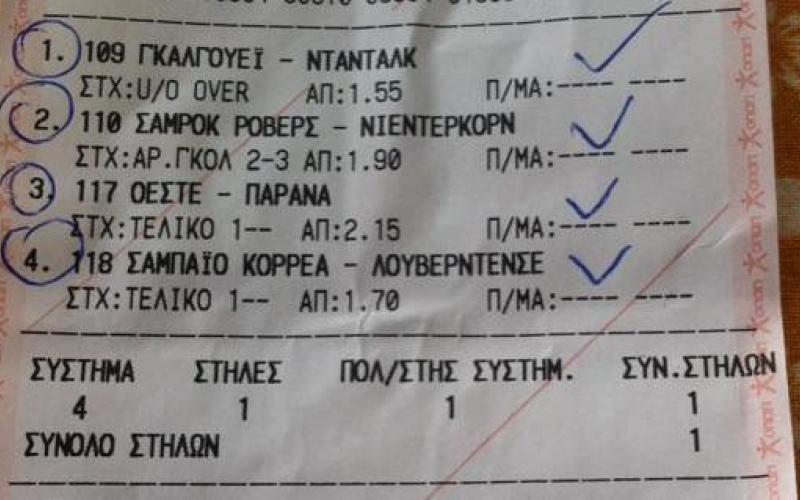 1. 109 ΓΚΑΛΓΟΥΕΪ - ΝΤΑΝΤΑΛΚ
ΣΤΧ:U/O OVER ΑΠ:1.55 Π/ΜΑ:---- ----
2. 110 ΣΑΜΡΟΚ ΡΟΒΕΡΣ - ΝΙΕΝΤΕΡΚΟΡΝ
ΣΤΧ:ΑΡ.ΓΚΟΛ 2-3 ΑΠ:1.90 Π/ΜΑ:---- ----
3. 117 ΟΕΣΤΕ - ΠΑΡΑΝΑ
ΣΤΧ:ΤΕΛΙΚΟ 1-- ΑΠ:2.15 Π/ΜΑ:---- ----
4. 118 ΣΑΜΠΑΪΟ ΚΟΡΡΕΑ - ΛΟΥΒΕΡΝΤΕΝΣΕ
ΣΤΧ:ΤΕΛΙΚΟ 1-- ΑΠ:1.70 Π/ΜΑ:---- ----
ΣΥΣΤΗΜΑ ΣΤΗΛΕΣ ΠΟΛ/ΣΤΗΣ ΣΥΣΤΗΜ. ΣΥΝ.ΣΤΗΛΩΝ
4 1 1 1
ΣΥΝΟΛΟ ΣΤΗΛΩΝ 1